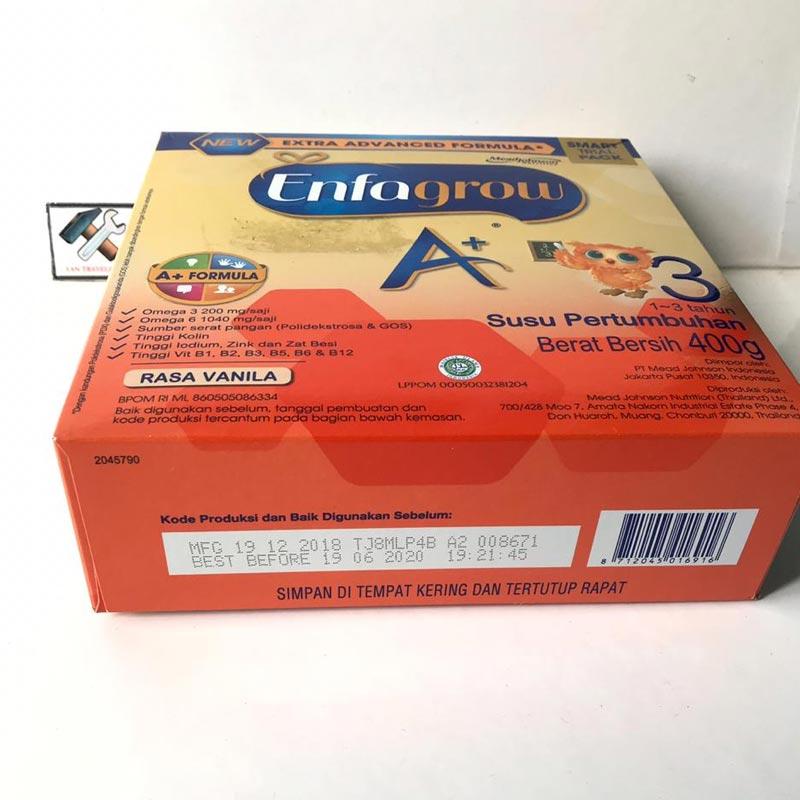 NEW EXTRA ADVANCED FORMULA*
SMART TRIAL PACK
MeadJohnson
Enfagrow
A+
®
A+ FORMULA
3
1-3 tahun
Susu Pertumbuhan
Berat Bersih 400g
Omega 3 200 mg/saji
Omega 6 1040 mg/saji
Sumber serat pangan (Polidekstrosa & GOS)
Tinggi Kolin
Tinggi Iodium, Zink dan Zat Besi
Tinggi Vit B1, B2, B3, B5, B6 & B12
RASA VANILA
BPOM RI ML 860505086334
Baik digunakan sebelum, tanggal pembuatan dan
kode produksi tercantum pada bagian bawah kemasan.
LPPOM 00050032381204
Diimpor oleh:
PT Mead Johnson Indonesia
Jakarta Pusat 10350, Indonesia
Diproduksi oleh:
Mead Johnson Nutrition (Thailand) Ltd.,
700/428 Moo 7, Amata Nakorn Industrial Estate Phase 4,
Don Huaroh, Muang, Chonburi 20000, Thailand
2045790
Kode Produksi dan Baik Digunakan Sebelum:
MFG 19 12 2018 TJ8MLP4B A2 008671
BEST BEFORE 19 06 2020 19:21:45
8 712045 016916
SIMPAN DI TEMPAT KERING DAN TERTUTUP RAPAT